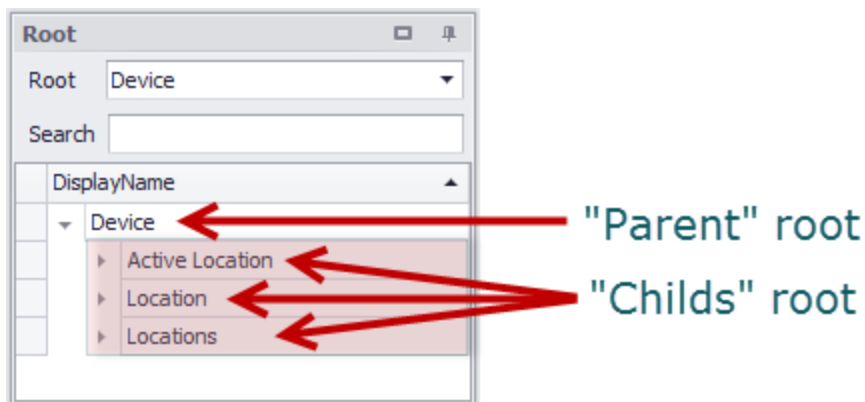 Root
Root Device
Search
DisplayName
Device
"Parent" root
Active Location
Location
"Childs" root
Locations